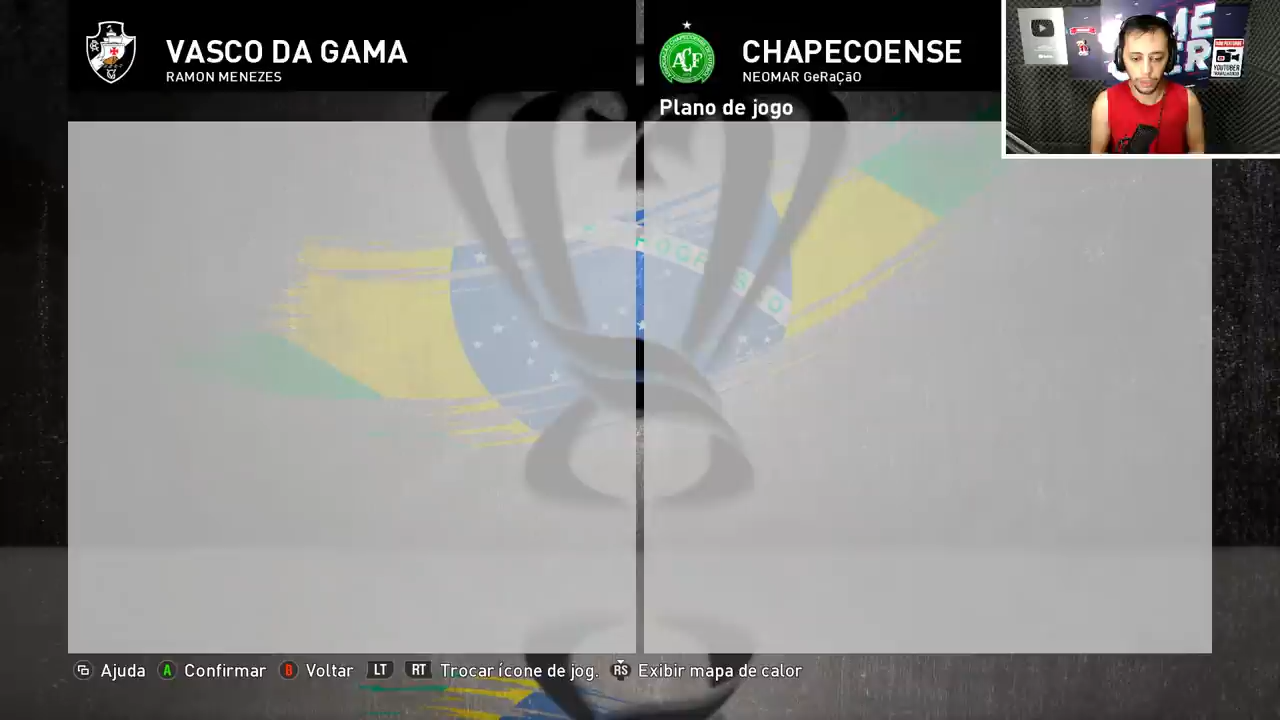 VASCO DA GAMA
RAMON MENEZES
CHAPECOENSE
NEOMAR GeRaÇãO
Plano de jogo
ACF
Ajuda
A Confirmar
B Voltar
LT RT Trocar ícone de jog.
RS Exibir mapa de calor